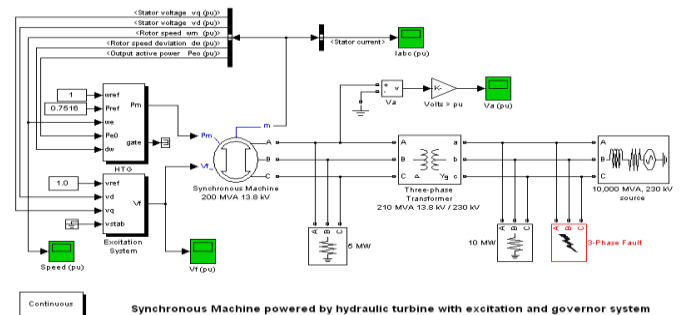 <Stator voltage vq (pu)>
<Stator voltage vd (pu)>
<Rotor speed wm (pu)>
<Rotor speed deviation dw (pu)>
<Output active power Peo (pu)>
<Stator current>
Iabc (pu)
1
0.7516
wref
Pref
we
Pe0
dw
Pm
gate
HTG
+
-
v
Va
-K-
Volts > pu
Va (pu)
m
Pm
Vf_
A
B
C
Synchronous Machine
200 MVA 13.8 kV
A
B
C
a
b
c
Δ
Yg
Three-phase
Transformer
210 MVA 13.8 kV / 230 kV
A
B
C
10,000 MVA, 230 kV
source
1.0
vref
vd
vq
vstab
Vf
Excitation
System
Speed (pu)
Vf (pu)
A
B
C
5 MW
A
B
C
10 MW
A
B
C
3-Phase Fault
Continuous
Synchronous Machine powered by hydraulic turbine with excitation and governor system